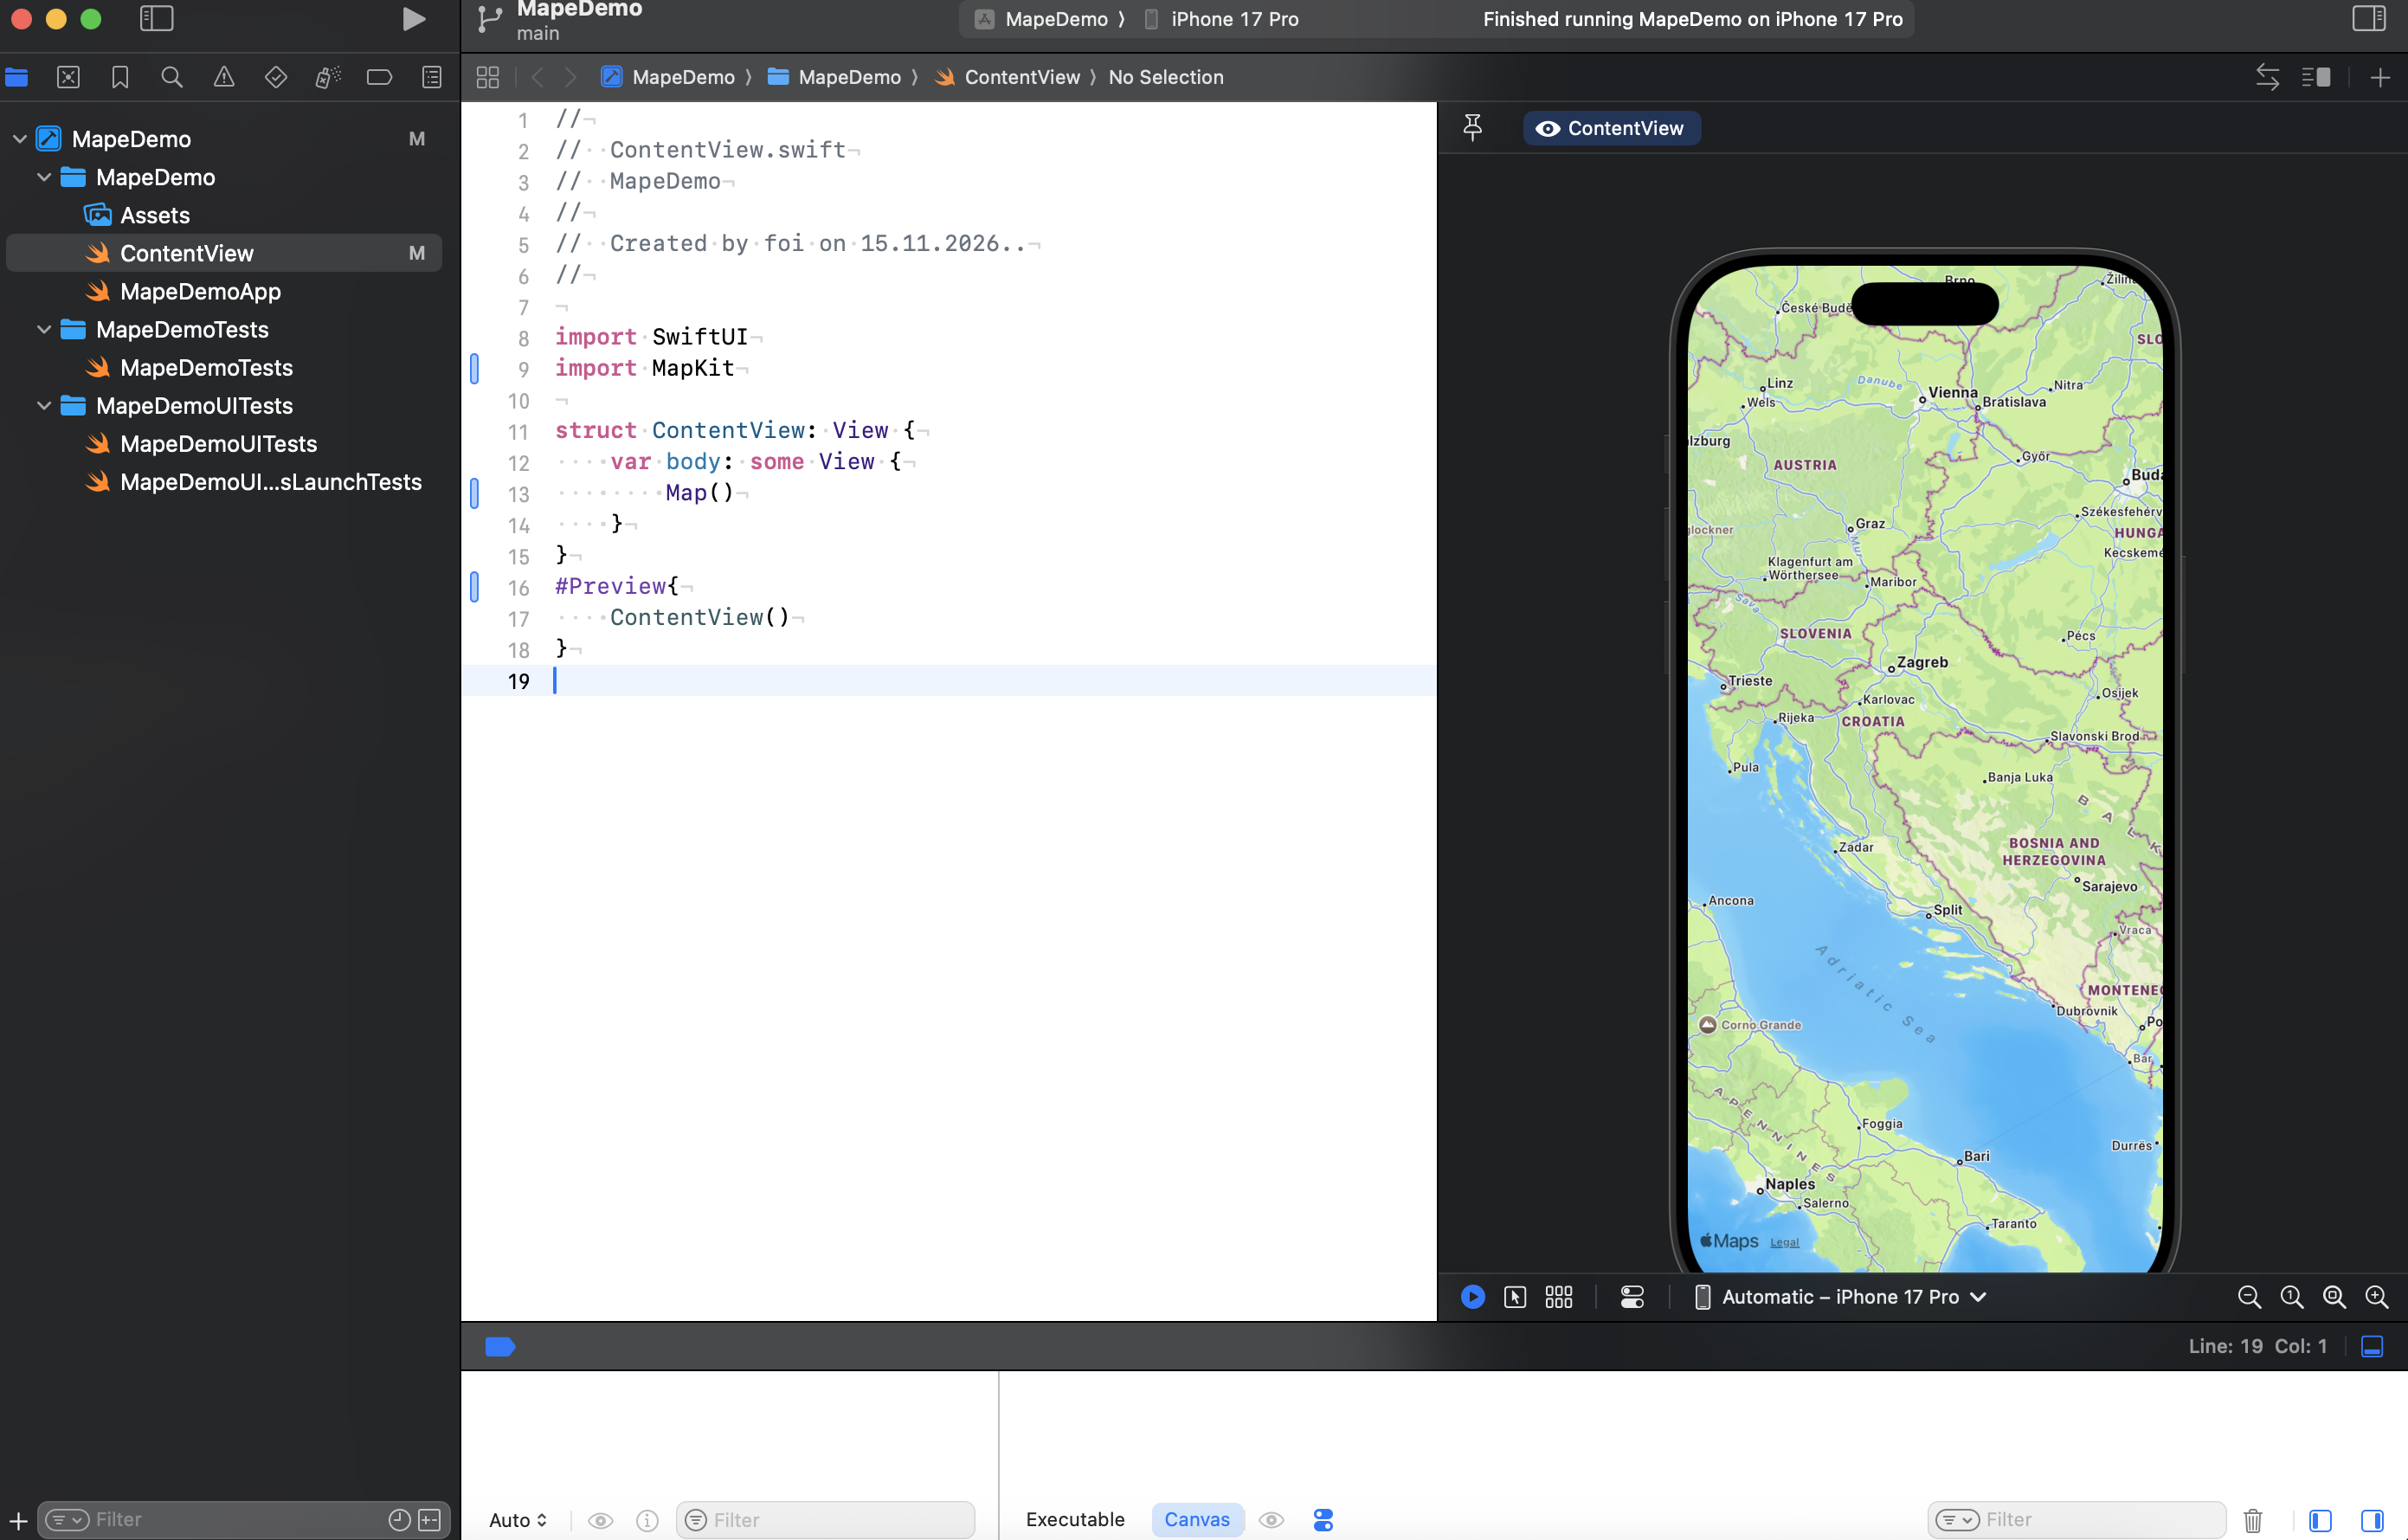 MapeDemo
main
MapeDemo
iPhone 17 Pro
Finished running MapeDemo on iPhone 17 Pro
MapeDemo
MapeDemo
ContentView
No Selection
MapeDemo M
MapeDemo
Assets
ContentView M
MapeDemoApp
MapeDemoTests
MapeDemoTests
MapeDemoUITests
MapeDemoUITests
MapeDemoUI...sLaunchTests
1 //
2 //  ContentView.swift
3 //  MapeDemo
4 //
5 //  Created by foi on 15.11.2026..
6 //
7
8 import SwiftUI
9 import MapKit
10
11 struct ContentView: View {
12     var body: some View {
13         Map()
14     }
15 }
16 #Preview{
17     ContentView()
18 }
19
ContentView
Brno
Žilin
České Budě
SLO
Linz
Danube
Vienna
Nitra
Wels
Bratislava
lzburg
AUSTRIA
Győr
Buda
Székesfehérv
Graz
glockner
Mur
HUNGA
Kecskemé
Klagenfurt am
Wörthersee
Maribor
Sava
SLOVENIA
Pécs
Zagreb
Trieste
Osijek
Karlovac
Rijeka
CROATIA
Slavonski Brod
Pula
Banja Luka
B A L K
BOSNIA AND
HERZEGOVINA
Zadar
Sarajevo
Ancona
Split
Vraca
Adriatic Sea
MONTENEG
Dubrovnik
Po
Corno Grande
Bar
APENNINES
Foggia
Durrës
Bari
Naples
Salerno
Taranto
Maps
Legal
Automatic – iPhone 17 Pro
Line: 19 Col: 1
Filter
Auto
Filter
Executable
Canvas
Filter